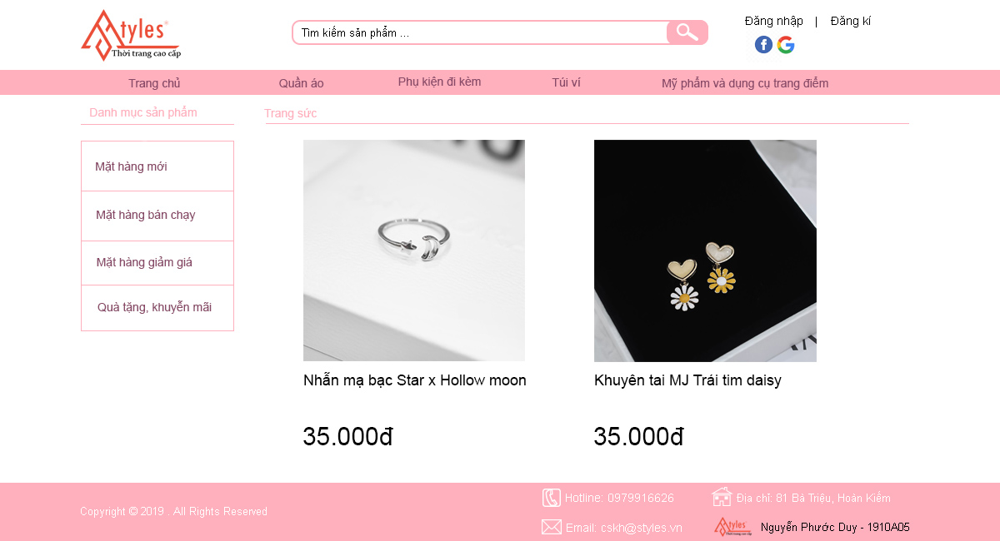 tyles®
Thời trang cao cấp
Tìm kiếm sản phẩm ...
Đăng nhập | Đăng kí
Trang chủ
Quần áo
Phụ kiện đi kèm
Túi ví
Mỹ phẩm và dụng cụ trang điểm
Danh mục sản phẩm
Trang sức
Mặt hàng mới
Mặt hàng bán chạy
Mặt hàng giảm giá
Quà tặng, khuyễn mãi
Nhẫn mạ bạc Star x Hollow moon
Khuyên tai MJ Trái tim daisy
35.000đ
35.000đ
Copyright © 2019 . All Rights Reserved
Hotline: 0979916626
Địa chỉ: 81 Bà Triệu, Hoàn Kiếm
Email: cskh@styles.vn
tyles
Thời trang cao cấp
Nguyễn Phước Duy - 1910A05